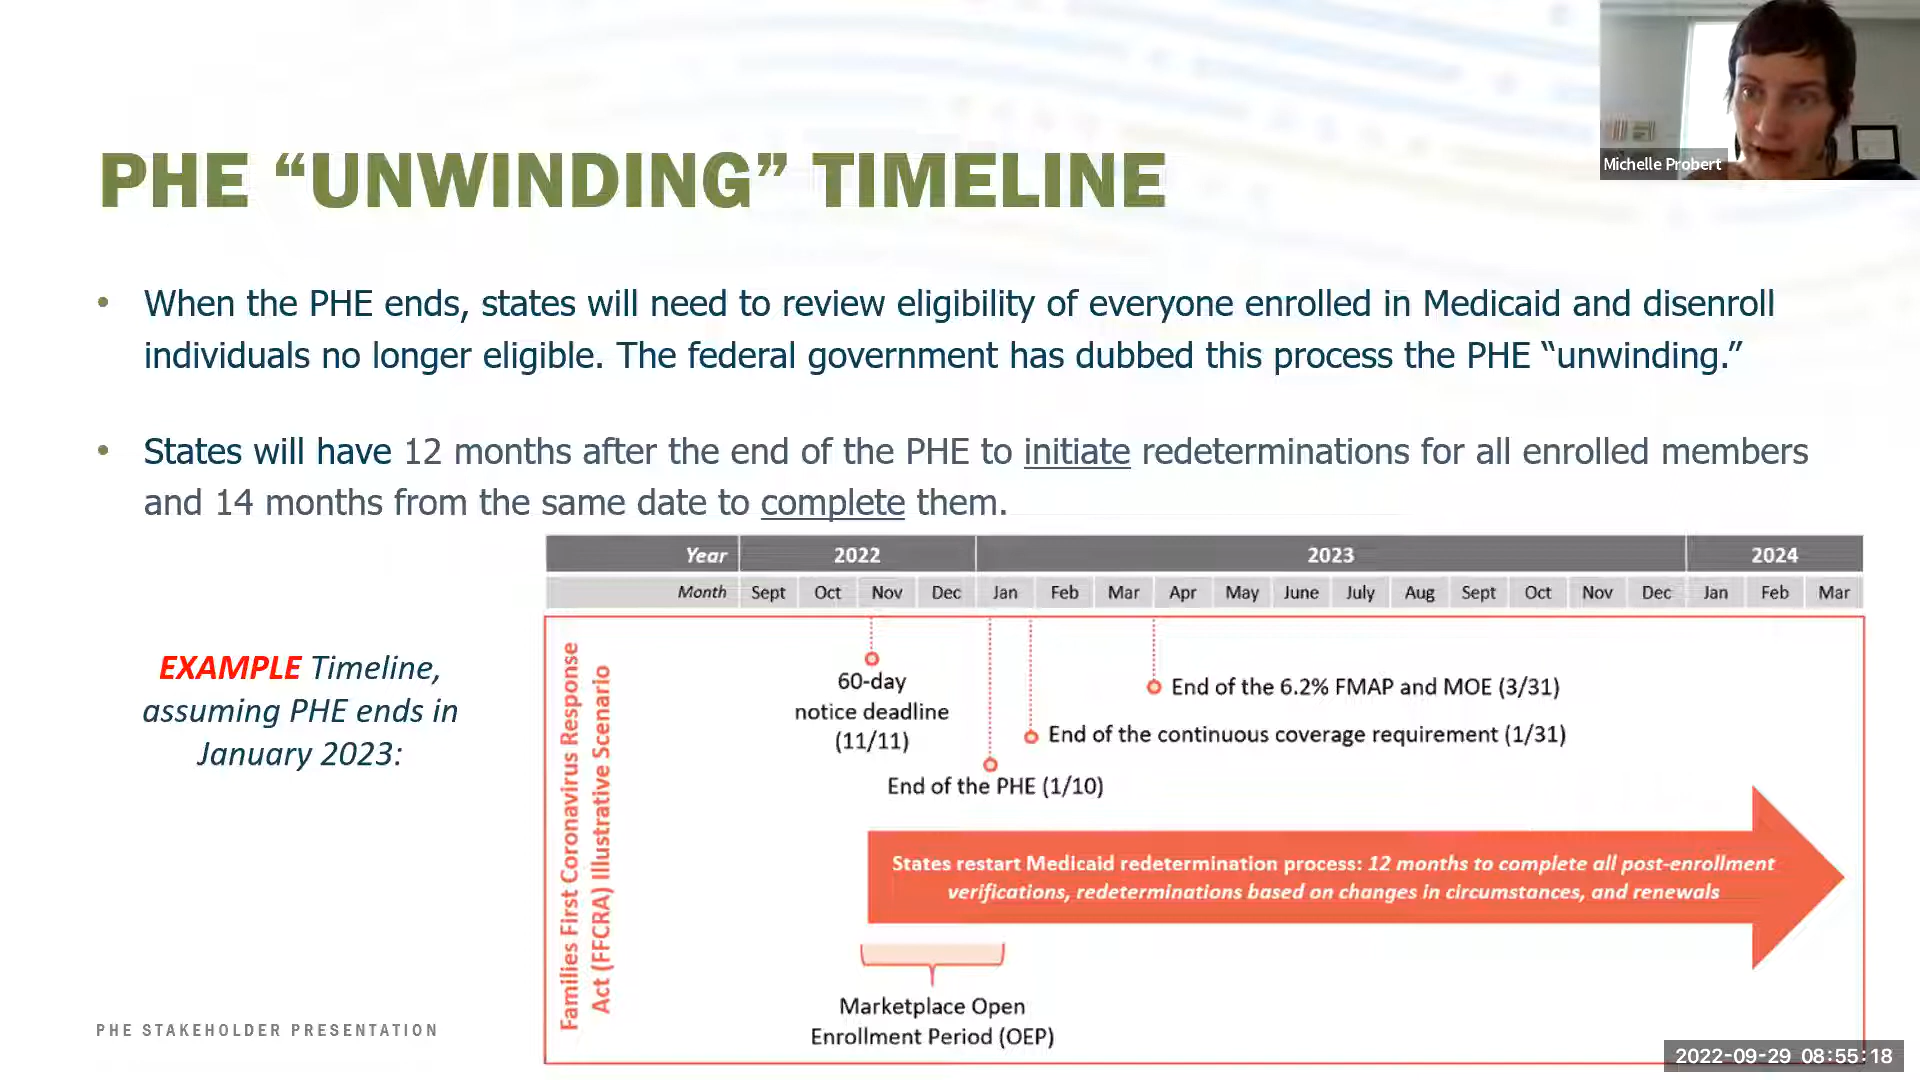 Michelle Probert
PHE “UNWINDING” TIMELINE
• When the PHE ends, states will need to review eligibility of everyone enrolled in Medicaid and disenroll
individuals no longer eligible. The federal government has dubbed this process the PHE “unwinding.”
• States will have 12 months after the end of the PHE to initiate redeterminations for all enrolled members
and 14 months from the same date to complete them.
EXAMPLE Timeline,
assuming PHE ends in
January 2023:
Year 2022 2023 2024
Month Sept Oct Nov Dec Jan Feb Mar Apr May June July Aug Sept Oct Nov Dec Jan Feb Mar
Families First Coronavirus Response
Act (FFCRA) Illustrative Scenario
60-day
notice deadline
(11/11)
End of the 6.2% FMAP and MOE (3/31)
End of the continuous coverage requirement (1/31)
End of the PHE (1/10)
States restart Medicaid redetermination process: 12 months to complete all post-enrollment
verifications, redeterminations based on changes in circumstances, and renewals
Marketplace Open
Enrollment Period (OEP)
PHE STAKEHOLDER PRESENTATION
2022-09-29 08:55:18